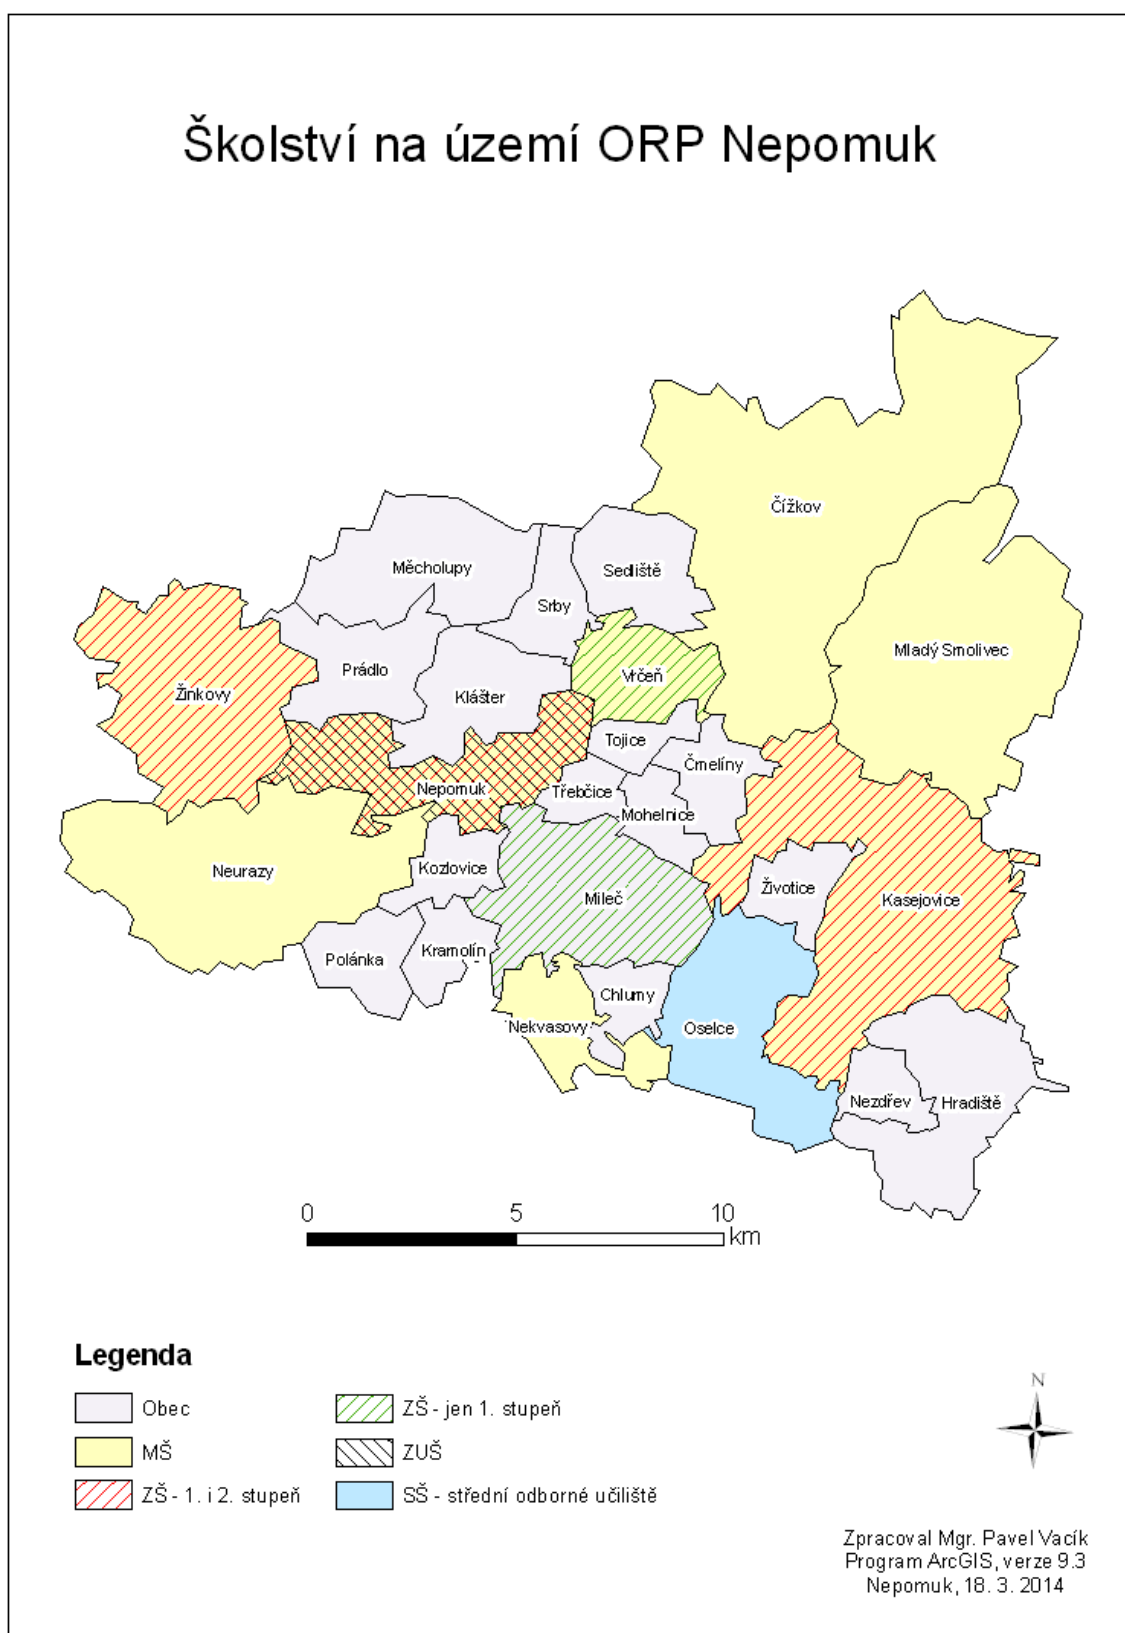 Školství na území ORP Nepomuk
Čížkov
Měcholupy
Sedliště
Srby
Mladý Smolivec
Prádlo
Vrčeň
Žinkovy
Klášter
Tojice
Čmelíny
Nepomuk
Třebčice
Mohelnice
Neurazy
Kozlovice
Životice
Mileč
Kasejovice
Polánka
Kramolín
Chlumy
Nekvasovy
Oselce
Nezdřev
Hradiště
0 5 10
km
Legenda
Obec
MŠ
ZŠ - 1. i 2. stupeň
ZŠ - jen 1. stupeň
ZUŠ
SŠ - střední odborné učiliště
N
Zpracoval Mgr. Pavel Vacík
Program ArcGIS, verze 9.3
Nepomuk, 18. 3. 2014